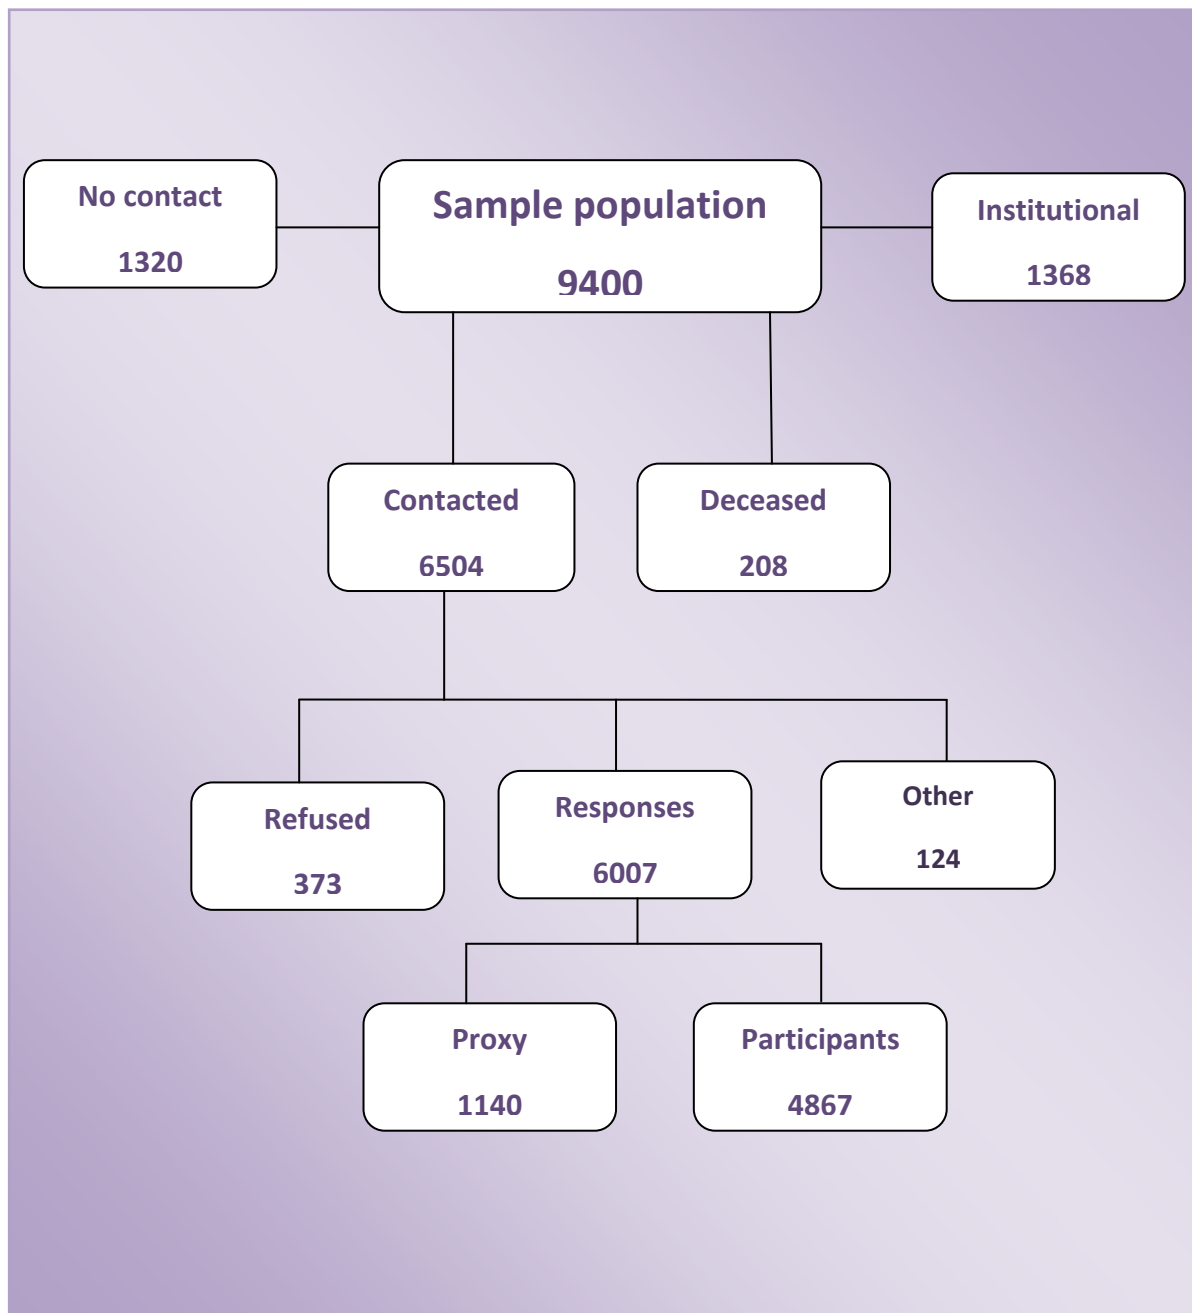 No contact
1320
Sample population
9400
Institutional
1368
Contacted
6504
Deceased
208
Refused
373
Responses
6007
Other
124
Proxy
1140
Participants
4867